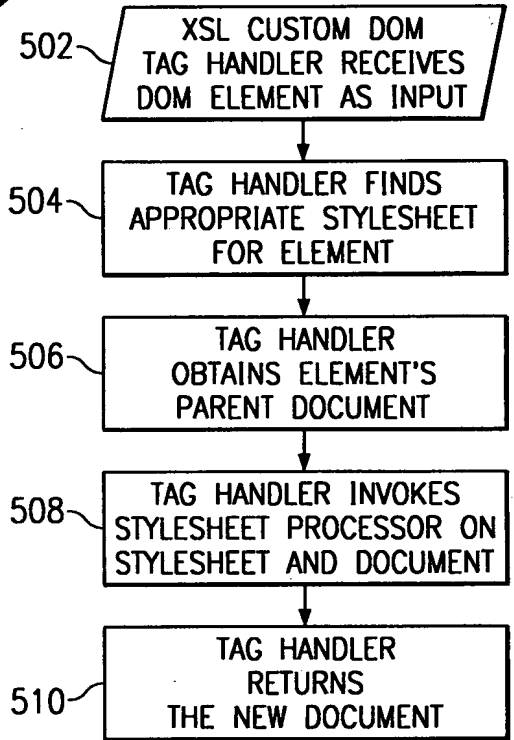 XSL CUSTOM DOM
502 TAG HANDLER RECEIVES
DOM ELEMENT AS INPUT
TAG HANDLER FINDS
504 APPROPRIATE STYLESHEET
FOR ELEMENT
TAG HANDLER
506 OBTAINS ELEMENT'S
PARENT DOCUMENT
TAG HANDLER INVOKES
508 STYLESHEET PROCESSOR ON
STYLESHEET AND DOCUMENT
TAG HANDLER
RETURNS
510 THE NEW DOCUMENT